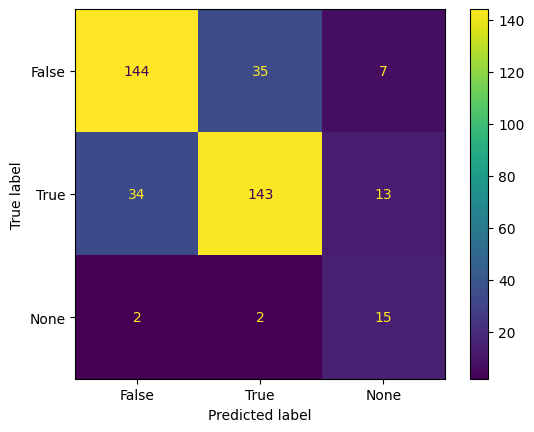 False 144 35 7
True 34 143 13
None 2 2 15
False True None
Predicted label
True label
140
120
100
80
60
40
20